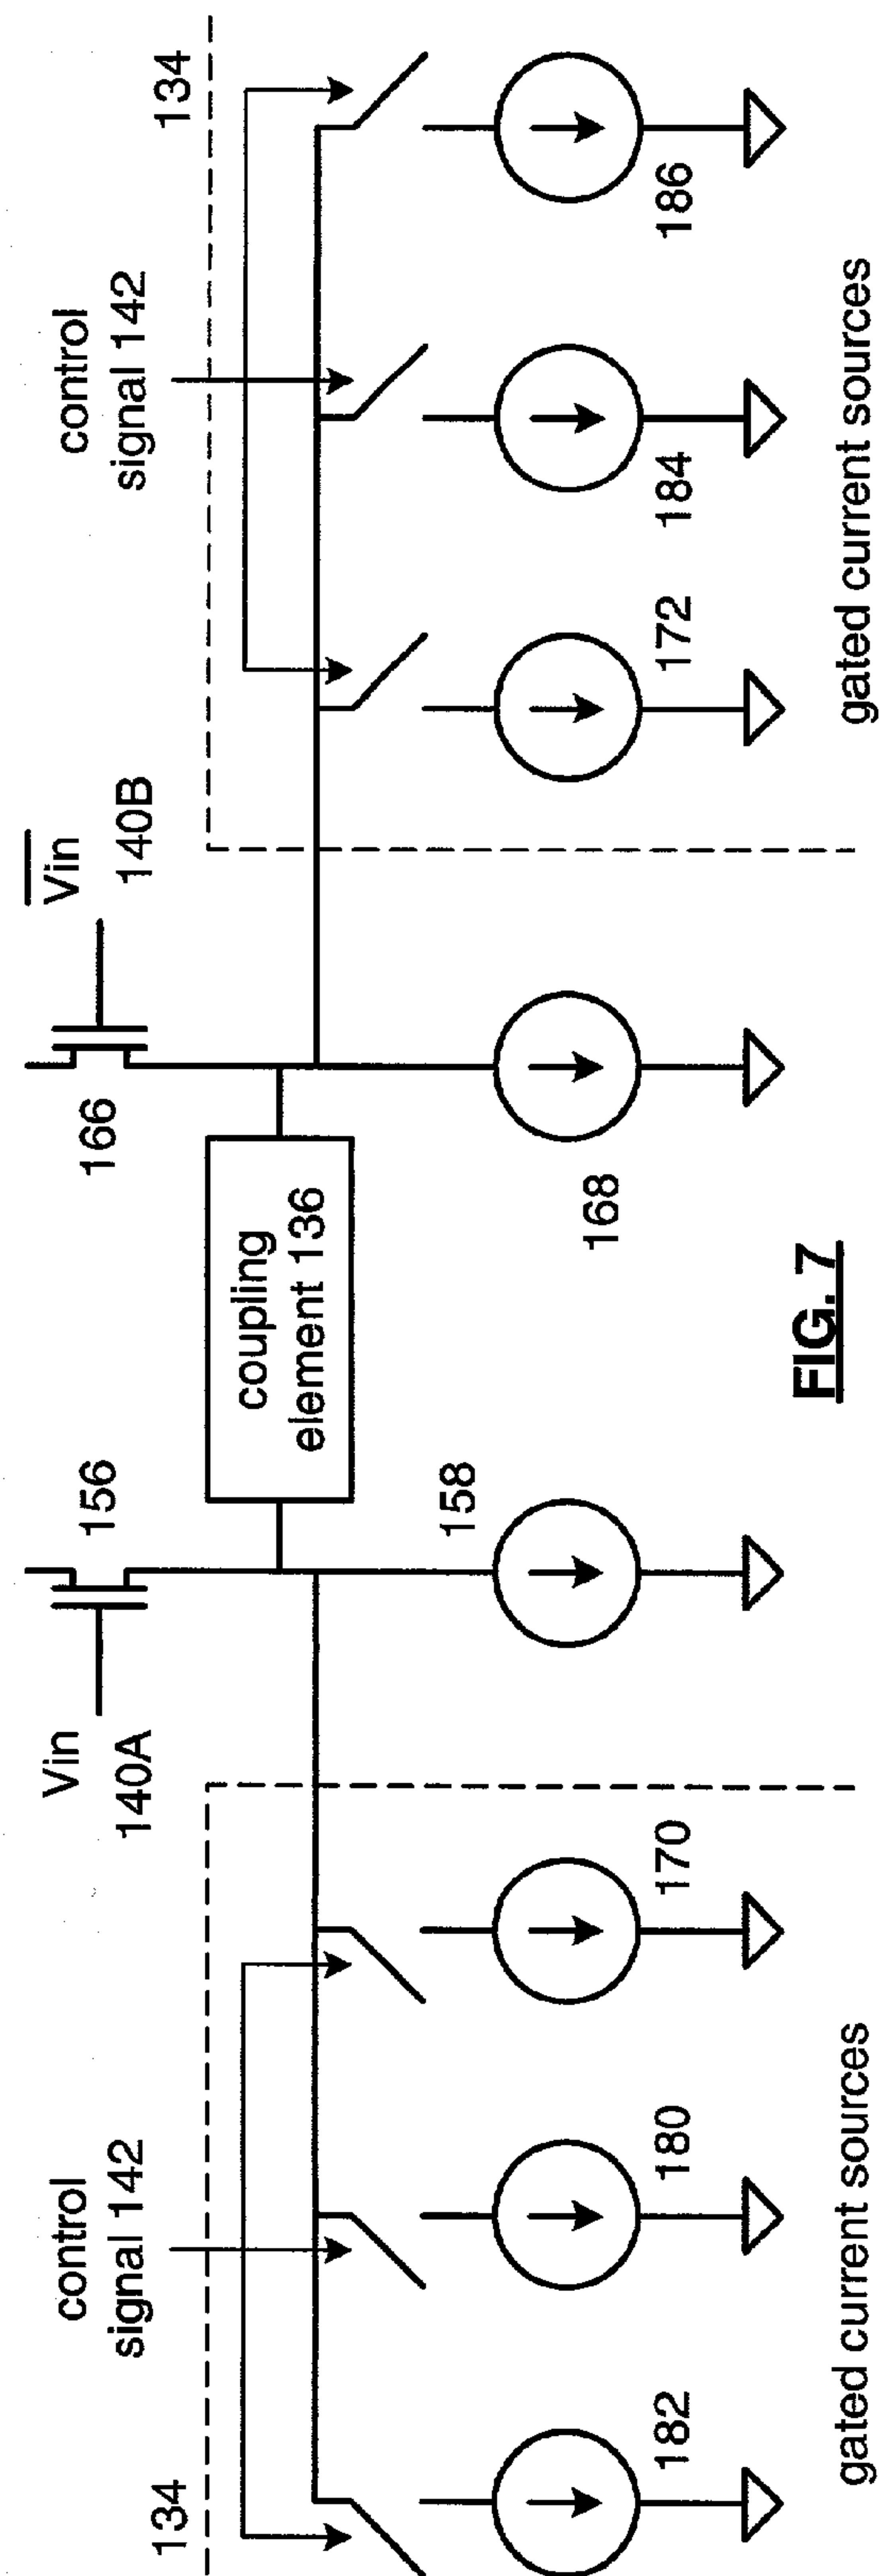 134
control
signal 142
182
180
170
gated current sources
Vin
140A
156
158
coupling
element 136
FIG. 7
166
168
Vin
140B
control
signal 142
134
172
184
186
gated current sources